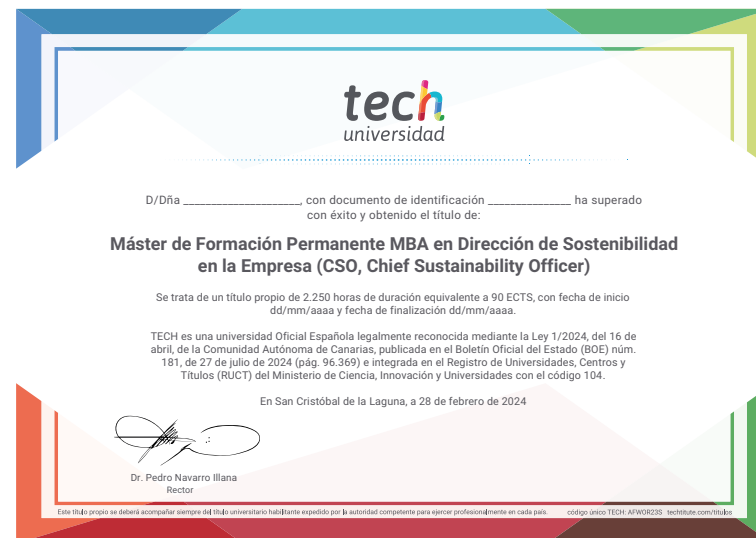 tech
universidad
D/Dña ____________________, con documento de identificación ______________ ha superado
con éxito y obtenido el título de:
Máster de Formación Permanente MBA en Dirección de Sostenibilidad
en la Empresa (CSO, Chief Sustainability Officer)
Se trata de un título propio de 2.250 horas de duración equivalente a 90 ECTS, con fecha de inicio
dd/mm/aaaa y fecha de finalización dd/mm/aaaa.
TECH es una universidad Oficial Española legalmente reconocida mediante la Ley 1/2024, del 16 de
abril, de la Comunidad Autónoma de Canarias, publicada en el Boletín Oficial del Estado (BOE) núm.
181, de 27 de julio de 2024 (pág. 96.369) e integrada en el Registro de Universidades, Centros y
Títulos (RUCT) del Ministerio de Ciencia, Innovación y Universidades con el código 104.
En San Cristóbal de la Laguna, a 28 de febrero de 2024
Dr. Pedro Navarro Illana
Rector
Este título propio se deberá acompañar siempre del título universitario habilitante expedido por la autoridad competente para ejercer profesionalmente en cada país. código único TECH: AFWOR23S techtitute.com/titulos